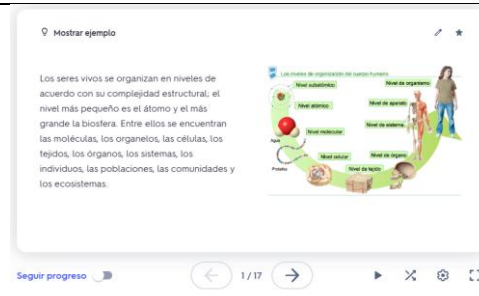 Mostrar ejemplo
Los seres vivos se organizan en niveles de
acuerdo con su complejidad estructural; el
nivel más pequeño es el átomo y el más
grande la biosfera. Entre ellos se encuentran
las moléculas, los organelos, las células, los
tejidos, los órganos, los sistemas, los
individuos, las poblaciones, las comunidades y
los ecosistemas.
Los niveles de organización del cuerpo humano
Nivel subatómico
Nivel de organismo
Nivel atómico
Nivel de aparato
Nivel de sistema
Nivel molecular
Agua
Nivel celular
Nivel de órgano
Proteína
Nivel de tejido
Seguir progreso
1 / 17